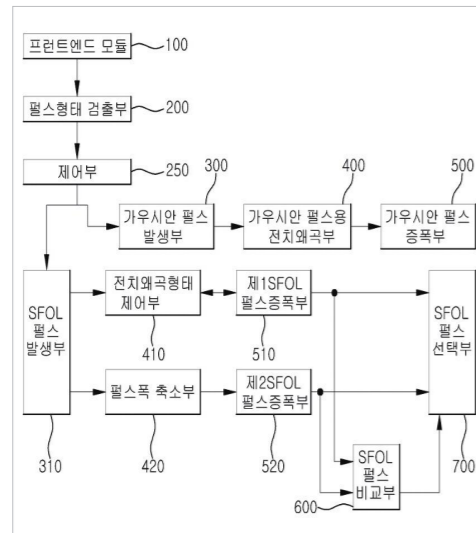 프런트엔드 모듈
100
펄스형태 검출부
200
제어부
250
300
400
500
가우시안 펄스
발생부
가우시안 펄스용
전치왜곡부
가우시안 펄스
증폭부
SFOL
펄스
발생부
310
전치왜곡형태
제어부
410
제1SFOL
펄스증폭부
510
SFOL
펄스
선택부
700
펄스폭 축소부
420
제2SFOL
펄스증폭부
520
SFOL
펄스
비교부
600